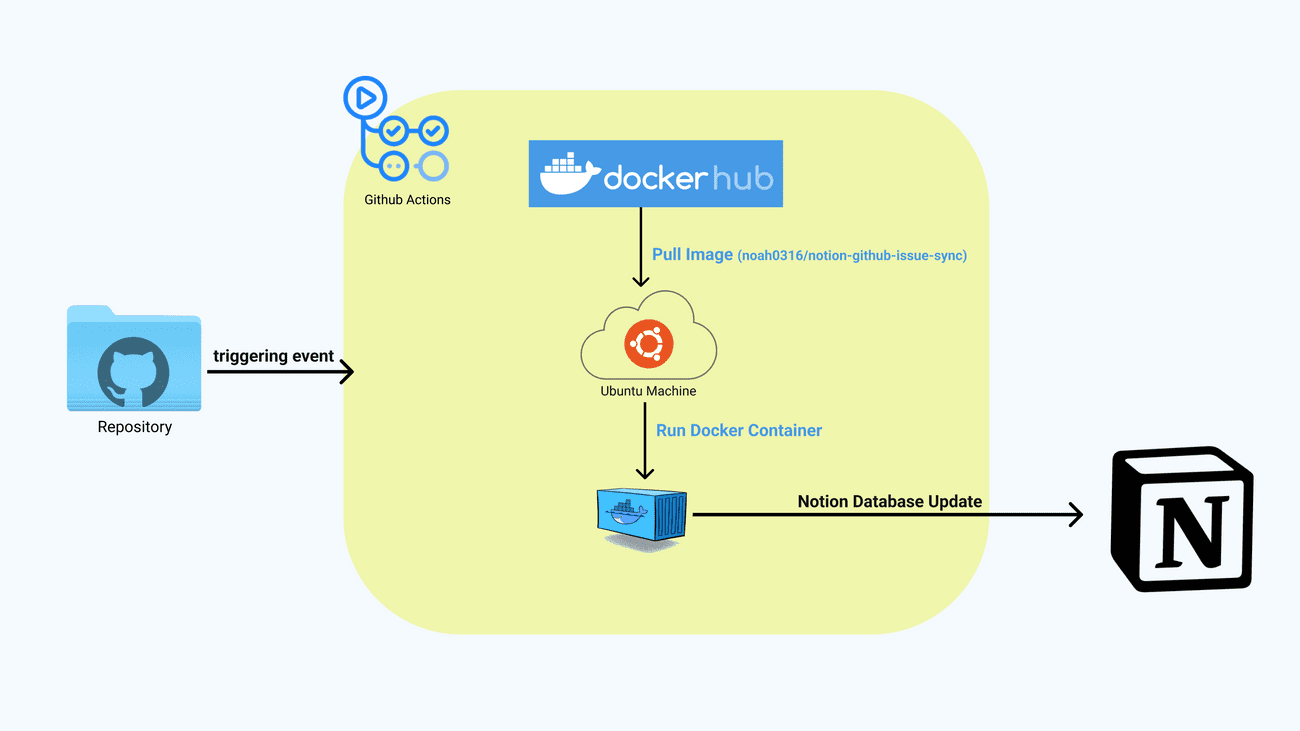 Github Actions
docker hub
Pull Image (noah0316/notion-github-issue-sync)
triggering event
Repository
Ubuntu Machine
Run Docker Container
Notion Database Update
N